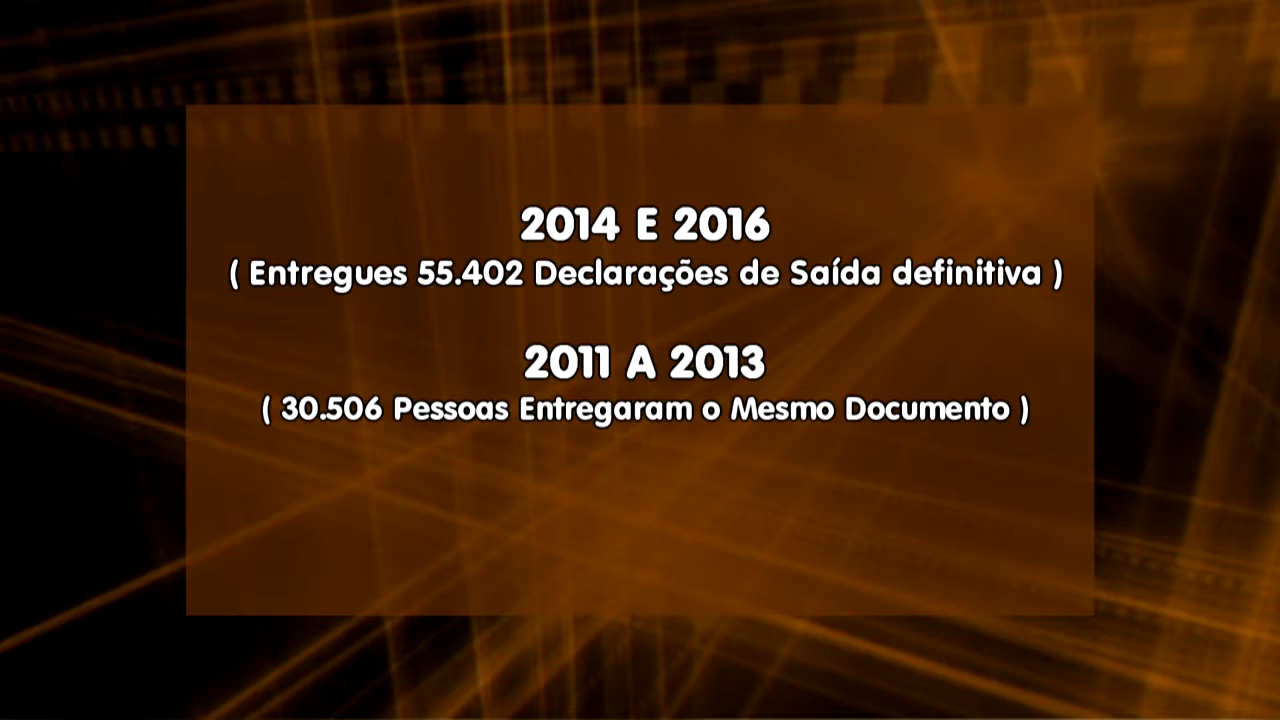 2014 E 2016
( Entregues 55.402 Declarações de Saída definitiva )
2011 A 2013
( 30.506 Pessoas Entregaram o Mesmo Documento )